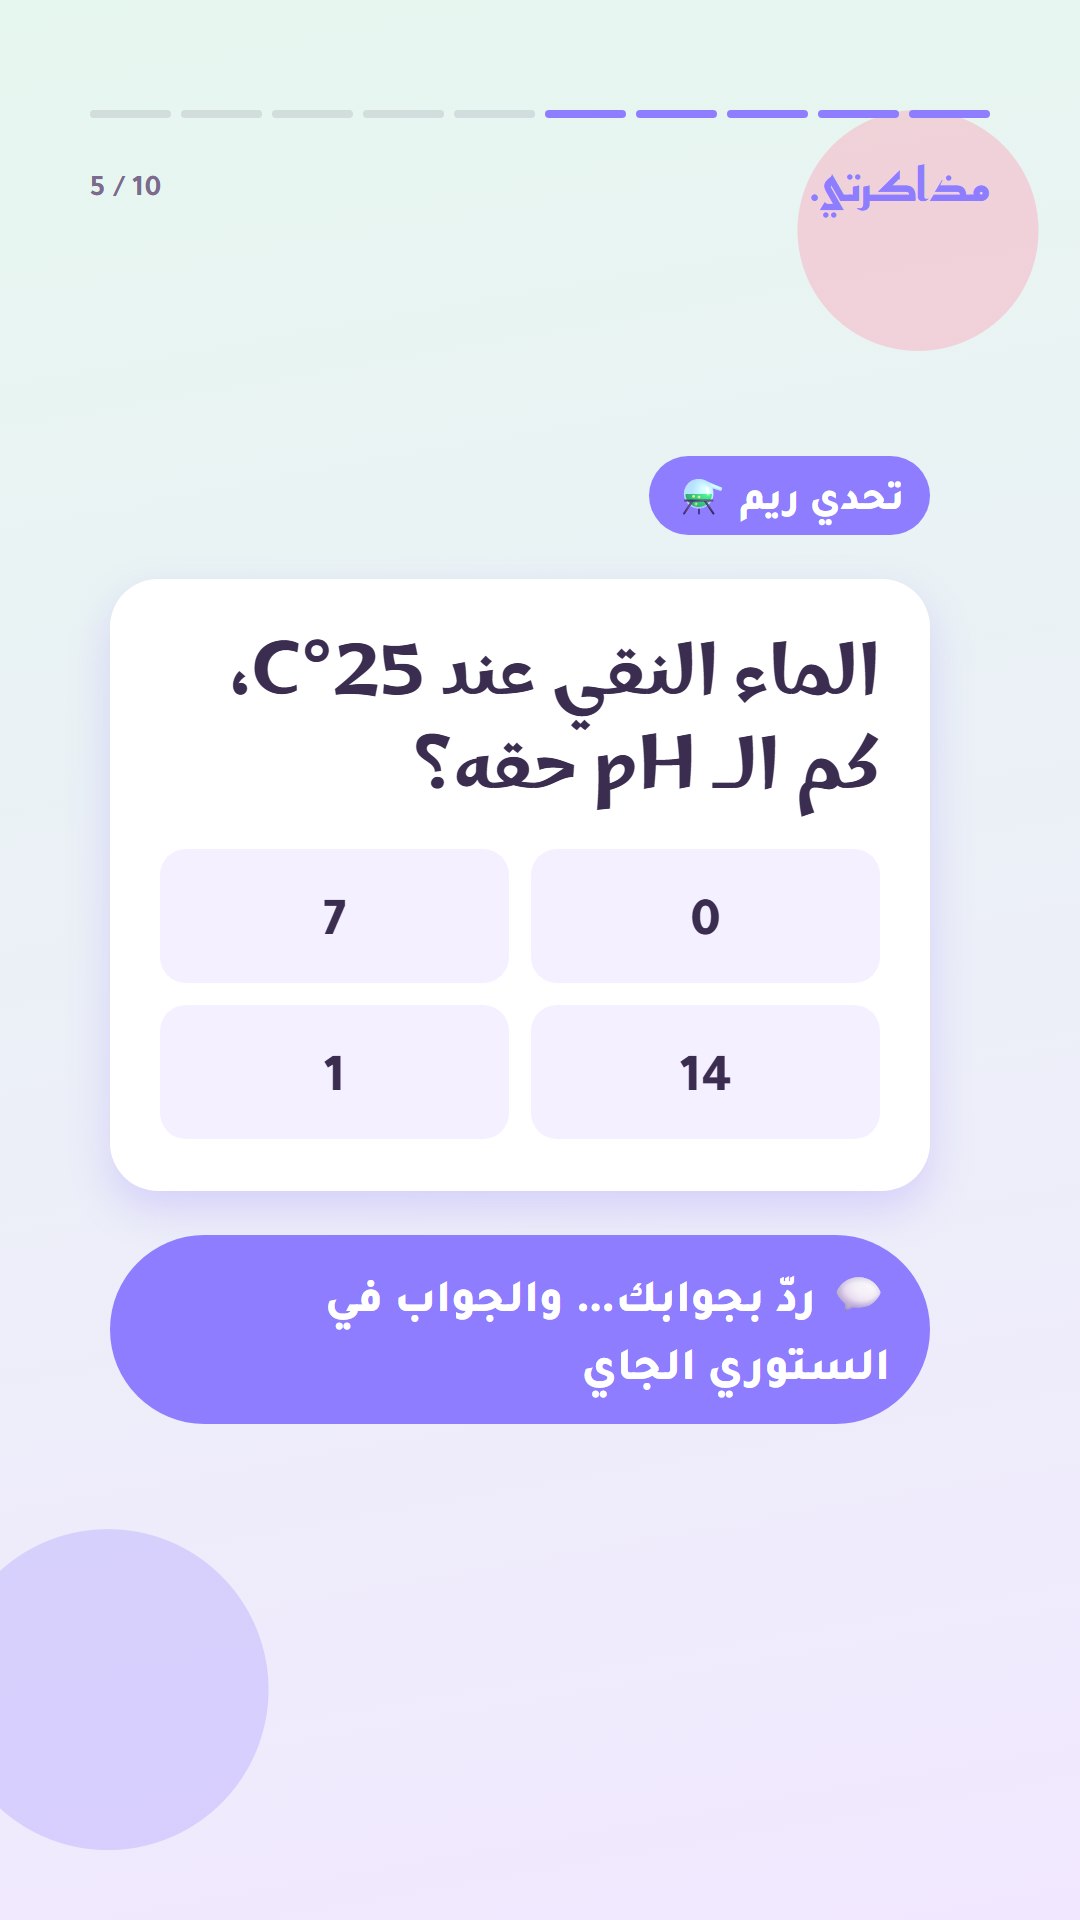 مذاكرتي.
5 / 10
تحدي ريم ⚗️
الماء النقي عند 25°C،
كم الـ pH حقه؟
0
7
14
1
💬 ردّ بجوابك... والجواب في
الستوري الجاي